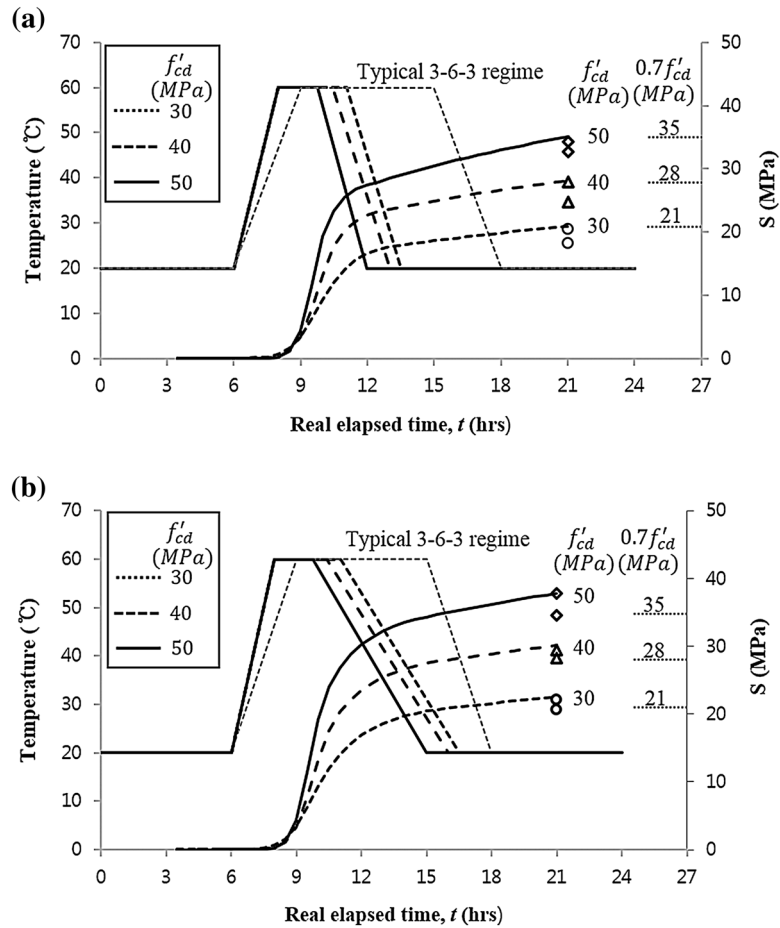 (a)
70
60
50
40
30
20
10
0
Temperature (℃)
f′cd
(MPa)
30
40
50
Typical 3-6-3 regime
f′cd
(MPa)
0.7f′cd
(MPa)
50
35
40
28
30
21
50
40
30
20
10
0
S (MPa)
0 3 6 9 12 15 18 21 24 27
Real elapsed time, t (hrs)
(b)
70
60
50
40
30
20
10
0
Temperature (℃)
f′cd
(MPa)
30
40
50
Typical 3-6-3 regime
f′cd
(MPa)
0.7f′cd
(MPa)
50
35
40
28
30
21
50
40
30
20
10
0
S (MPa)
0 3 6 9 12 15 18 21 24 27
Real elapsed time, t (hrs)